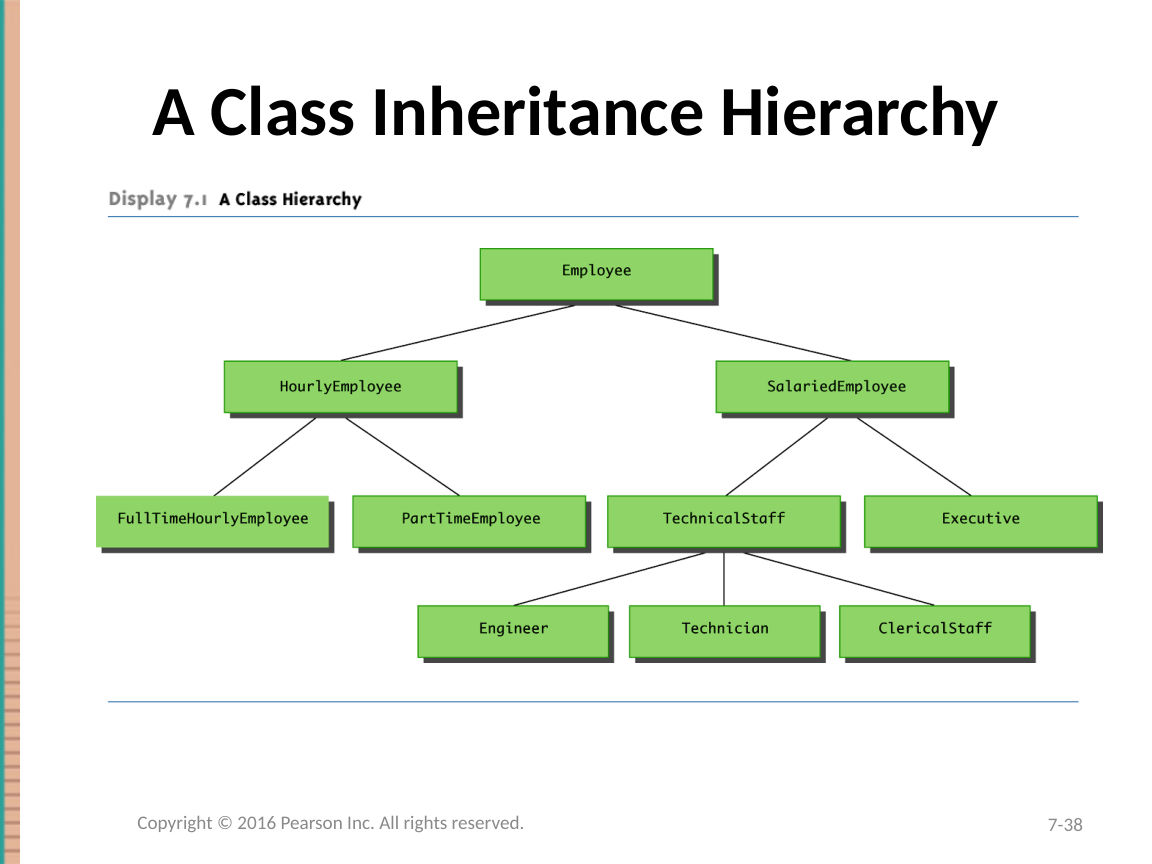 A Class Inheritance Hierarchy
Display 7.1 A Class Hierarchy
Employee
HourlyEmployee SalariedEmployee
FullTimeHourlyEmployee PartTimeEmployee TechnicalStaff Executive
Engineer Technician ClericalStaff
Copyright © 2016 Pearson Inc. All rights reserved. 7-38